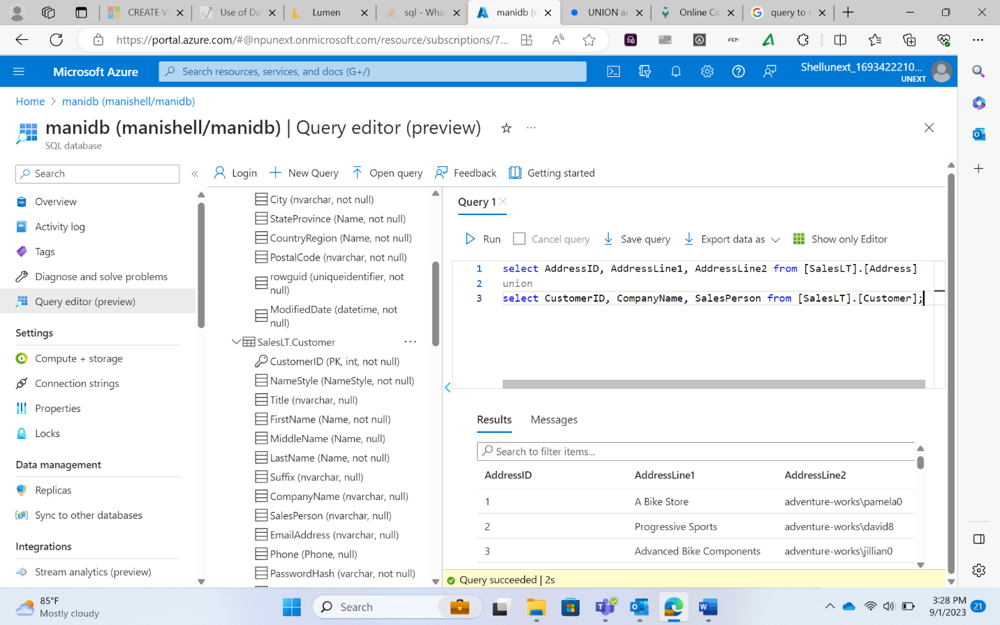 CREATE V
Use of Da
Lumen
sql - Wha
manidb (m
UNION an
Online Co
query to r
https://portal.azure.com/#@npunext.onmicrosoft.com/resource/subscriptions/7...
Microsoft Azure
Search resources, services, and docs (G+/)
Shellunext_1693422210...
UNEXT
Home > manidb (manishell/manidb)
manidb (manishell/manidb) | Query editor (preview)
SQL database
Search
Overview
Activity log
Tags
Diagnose and solve problems
Query editor (preview)
Settings
Compute + storage
Connection strings
Properties
Locks
Data management
Replicas
Sync to other databases
Integrations
Stream analytics (preview)
Login
New Query
Open query
Feedback
Getting started
City (nvarchar, not null)
StateProvince (Name, not null)
CountryRegion (Name, not null)
PostalCode (nvarchar, not null)
rowguid (uniqueidentifier, not
null)
ModifiedDate (datetime, not
null)
SalesLT.Customer ...
CustomerID (PK, int, not null)
NameStyle (NameStyle, not null)
Title (nvarchar, null)
FirstName (Name, not null)
MiddleName (Name, null)
LastName (Name, not null)
Suffix (nvarchar, null)
CompanyName (nvarchar, null)
SalesPerson (nvarchar, null)
EmailAddress (nvarchar, null)
Phone (Phone, null)
PasswordHash (varchar, not null)
Query 1
Run
Cancel query
Save query
Export data as
Show only Editor
1 select AddressID, AddressLine1, AddressLine2 from [SalesLT].[Address]
2 union
3 select CustomerID, CompanyName, SalesPerson from [SalesLT].[Customer];
Results Messages
Search to filter items...
AddressID AddressLine1 AddressLine2
1 A Bike Store adventure-works\pamela0
2 Progressive Sports adventure-works\david8
3 Advanced Bike Components adventure-works\jillian0
Query succeeded | 2s
85°F
Mostly cloudy
Search
3:28 PM
9/1/2023
21